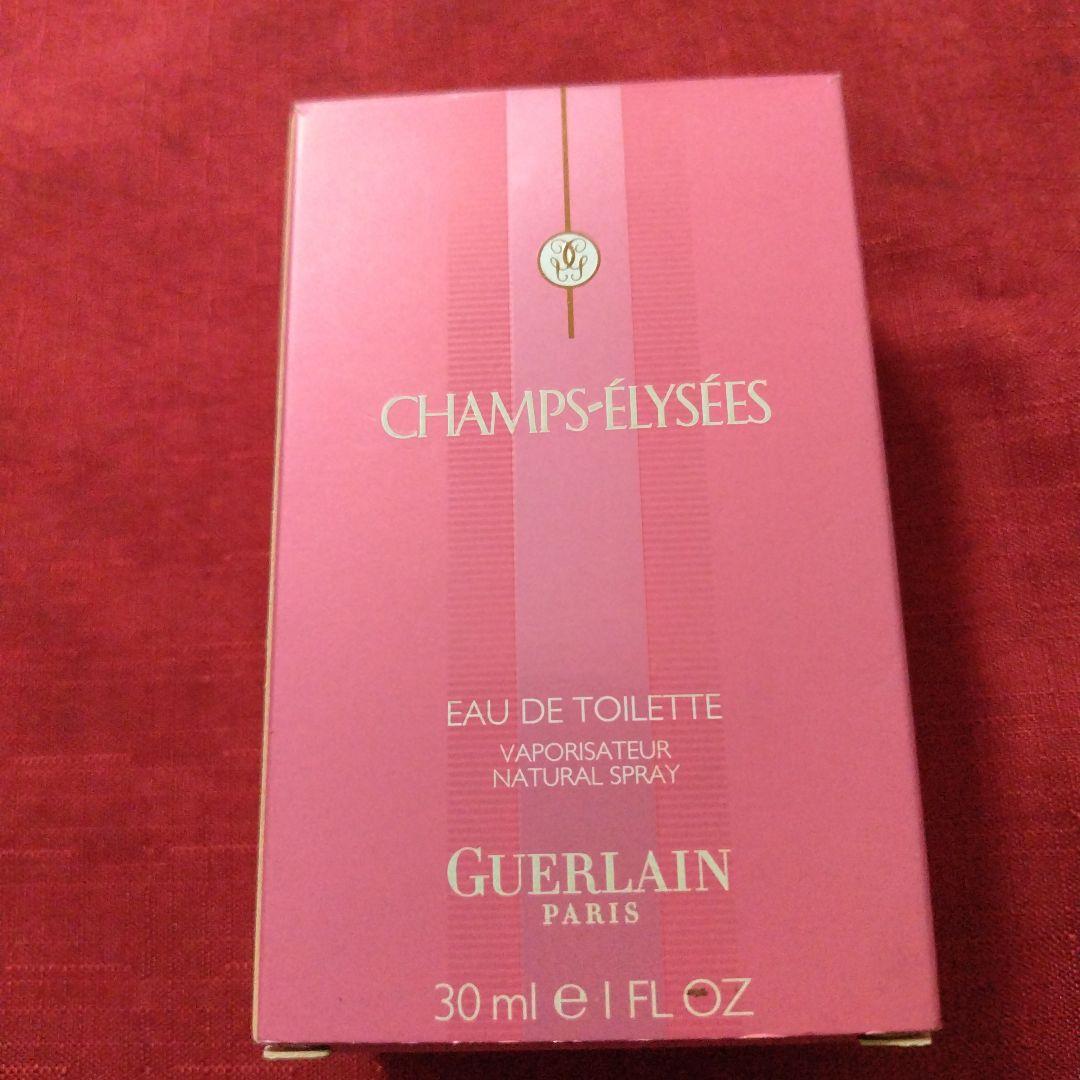 CHAMPS-ÉLYSÉES
EAU DE TOILETTE
VAPORISATEUR
NATURAL SPRAY
GUERLAIN
PARIS
30 ml e 1 FL OZ